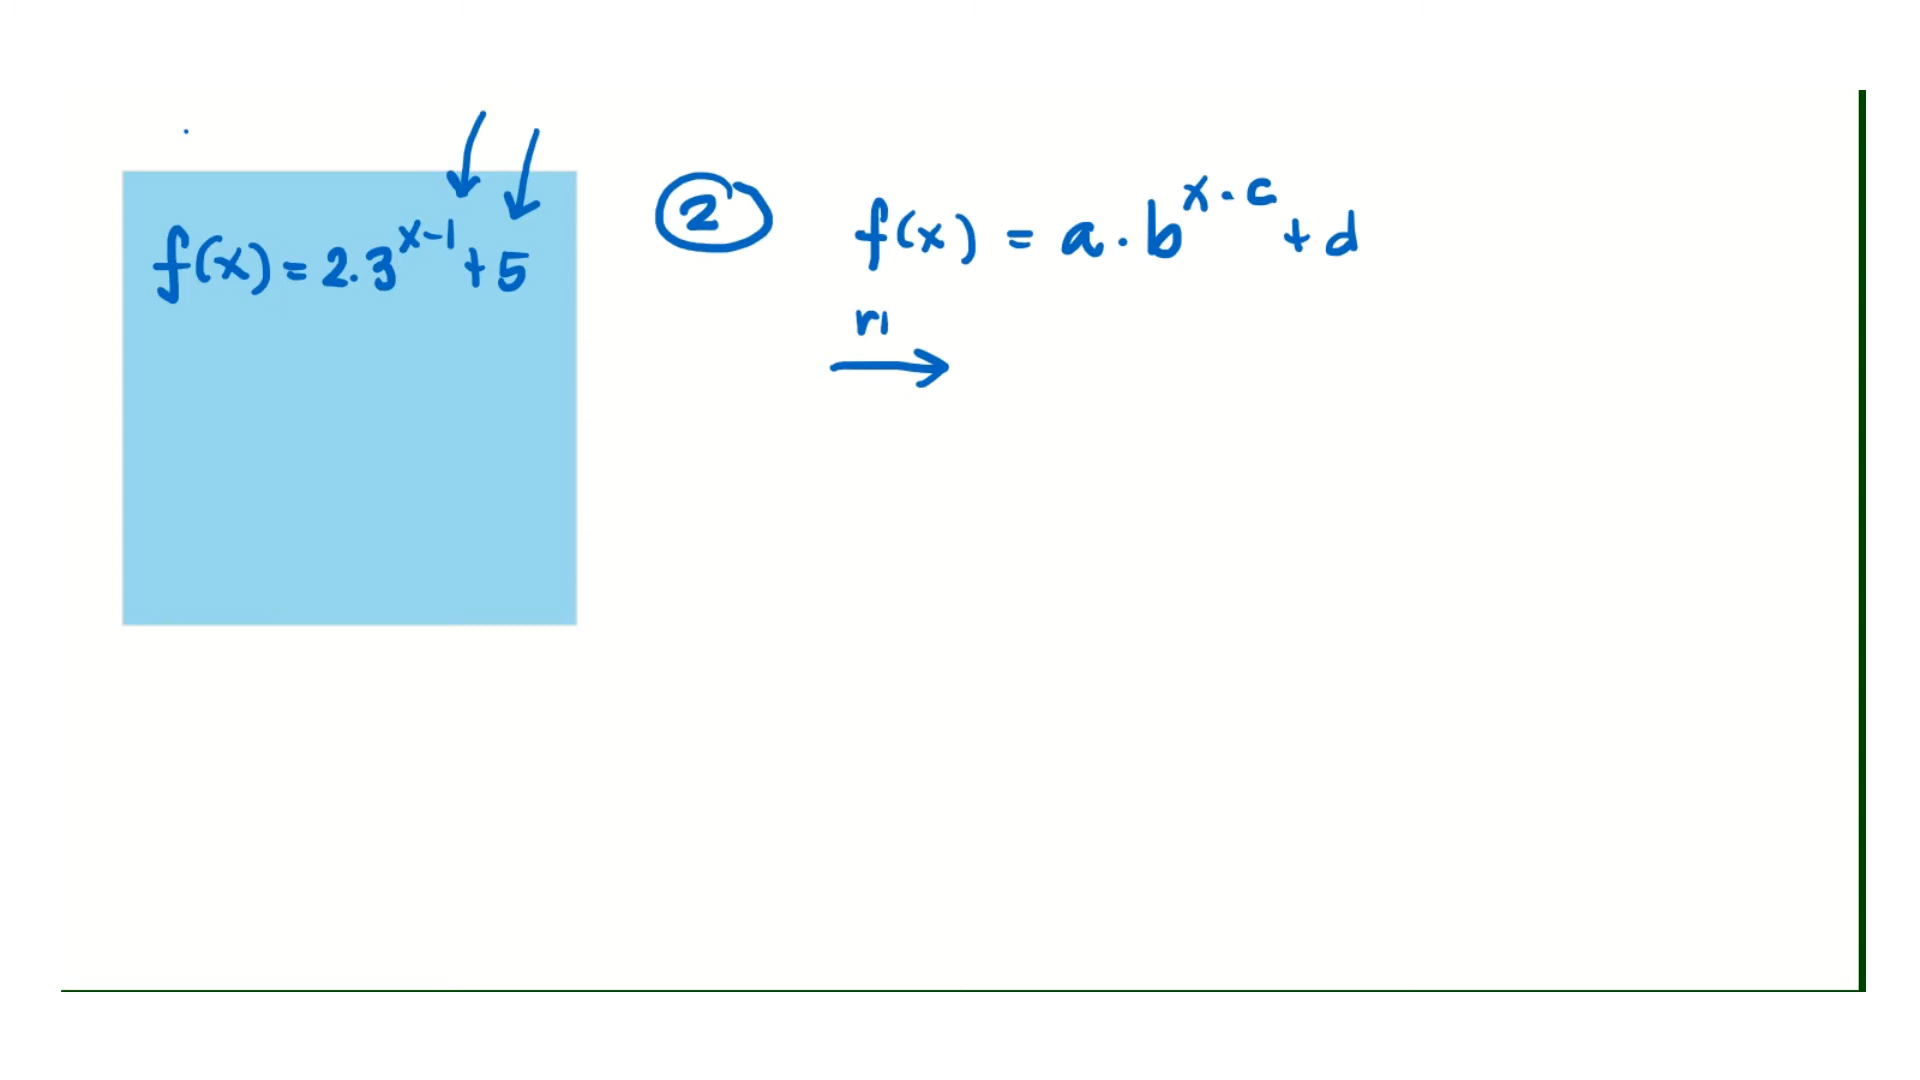 f(x) = 2·3^{x-1} + 5
② f(x) = a·b^{x-c} + d
r1